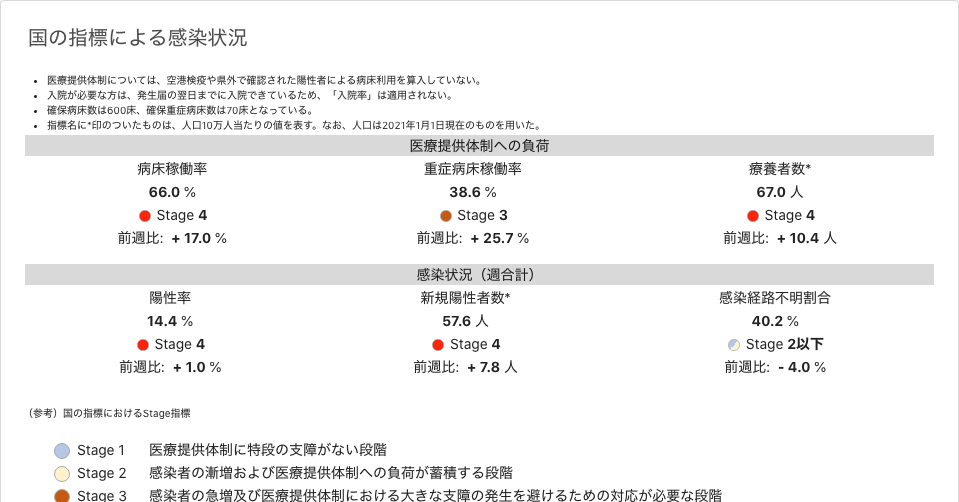 国の指標による感染状況
• 医療提供体制については、空港検疫や県外で確認された陽性者による病床利用を算入していない。
• 入院が必要な方は、発生届の翌日までに入院できているため、「入院率」は適用されない。
• 確保病床数は600床、確保重症病床数は70床となっている。
• 指標名に*印のついたものは、人口10万人当たりの値を表す。なお、人口は2021年1月1日現在のものを用いた。
医療提供体制への負荷
病床稼働率 重症病床稼働率 療養者数*
66.0 % 38.6 % 67.0 人
Stage 4 Stage 3 Stage 4
前週比: + 17.0 % 前週比: + 25.7 % 前週比: + 10.4 人
感染状況（週合計）
陽性率 新規陽性者数* 感染経路不明割合
14.4 % 57.6 人 40.2 %
Stage 4 Stage 4 Stage 2以下
前週比: + 1.0 % 前週比: + 7.8 人 前週比: - 4.0 %
（参考）国の指標におけるStage指標
Stage 1 医療提供体制に特段の支障がない段階
Stage 2 感染者の漸増および医療提供体制への負荷が蓄積する段階
Stage 3 感染者の急増及び医療提供体制における大きな支障の発生を避けるための対応が必要な段階